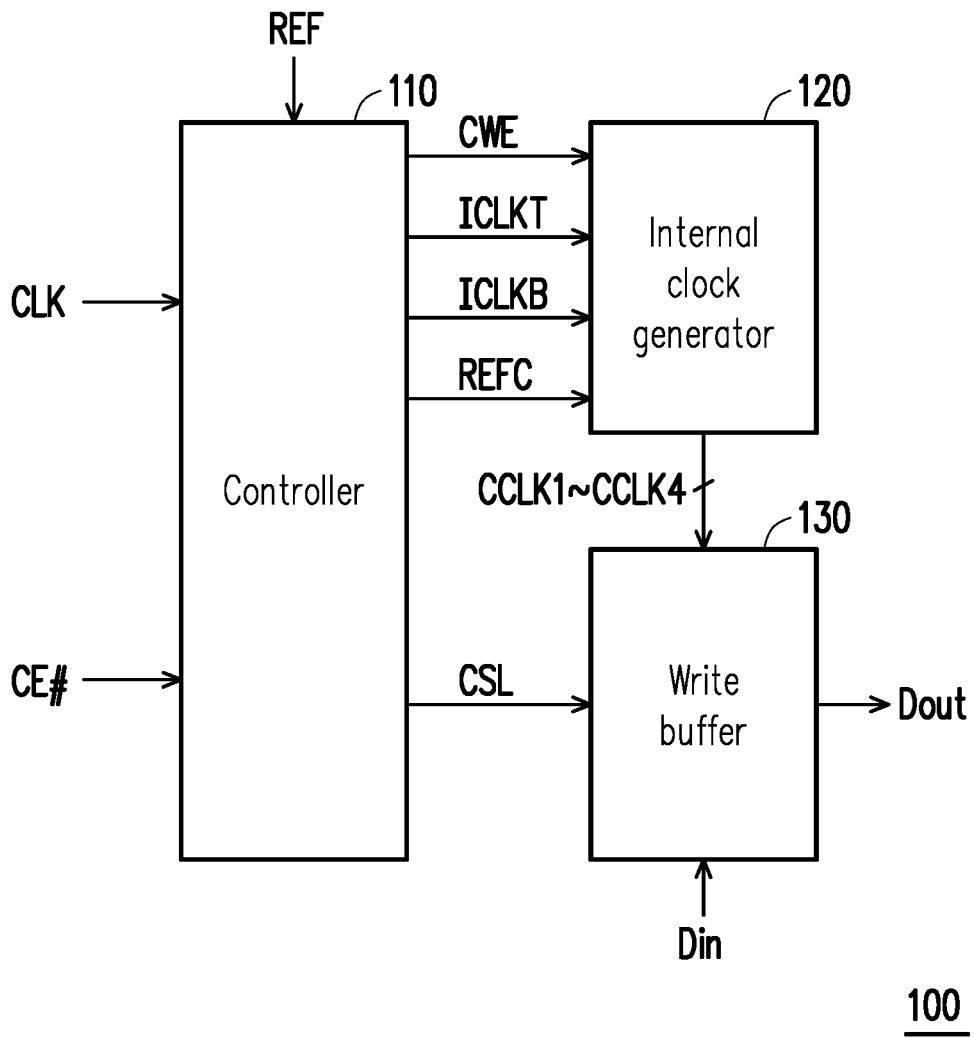 REF
110
120
CWE
ICLKT
Internal
clock
generator
CLK
ICLKB
REFC
Controller
CCLK1~CCLK4
130
CE#
CSL
Write
buffer
Dout
Din
100